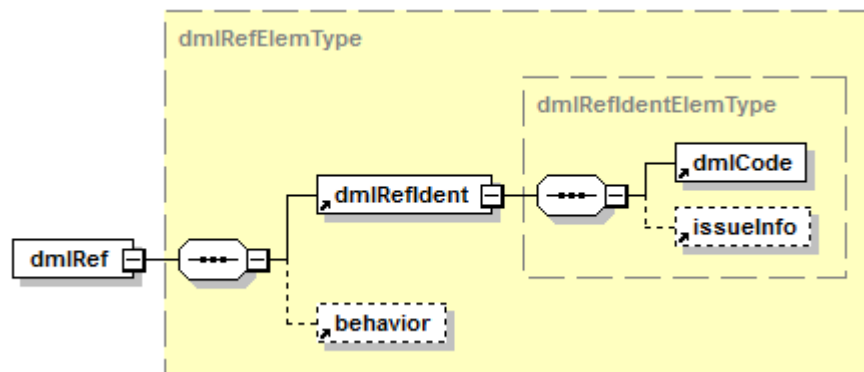 dmlRefElemType
dmlRefIdentElemType
dmlCode
dmlRefIdent
issueInfo
dmlRef
behavior